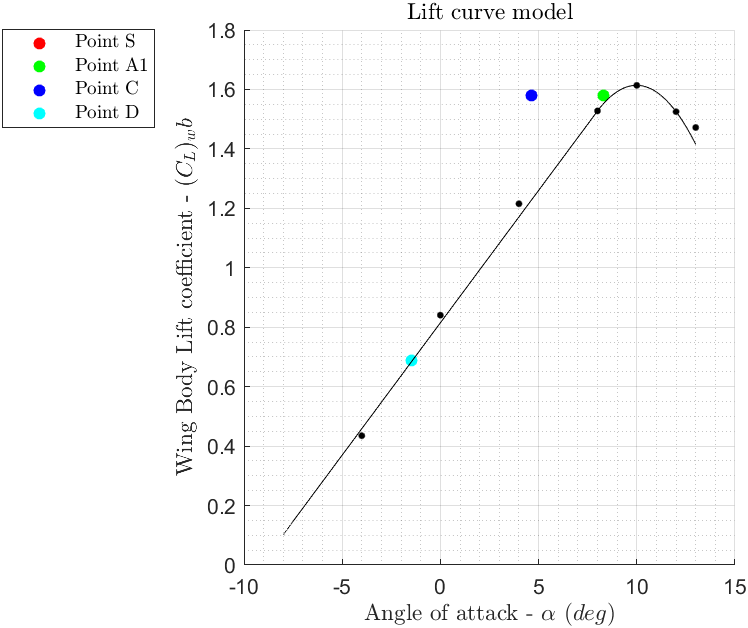 Lift curve model
Point S
Point A1
Point C
Point D
Wing Body Lift coefficient - $(C_L)_w b$
1.8
1.6
1.4
1.2
1
0.8
0.6
0.4
0.2
0
-10
-5
0
5
10
15
Angle of attack - α (deg)